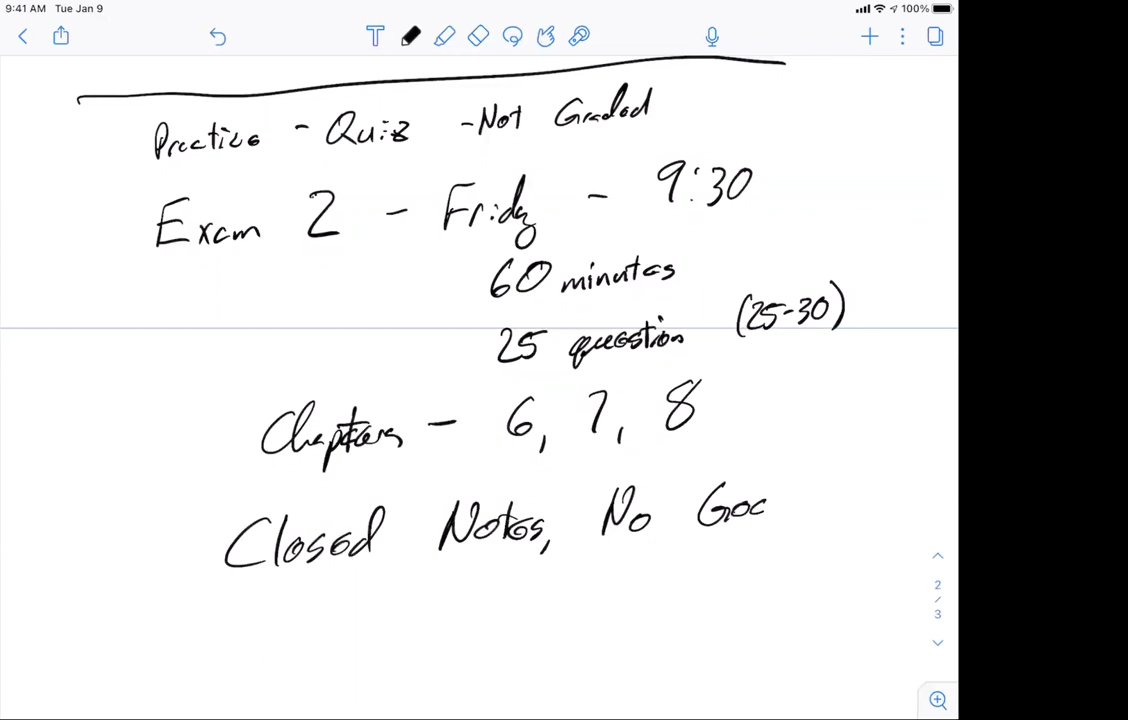 9:41 AM Tue Jan 9
100%
Practice - Quiz - Not Graded
Exam 2 - Friday - 9:30
60 minutes
25 question (25-30)
Chapters - 6, 7, 8
Closed Notes, No Goo
2
/
3